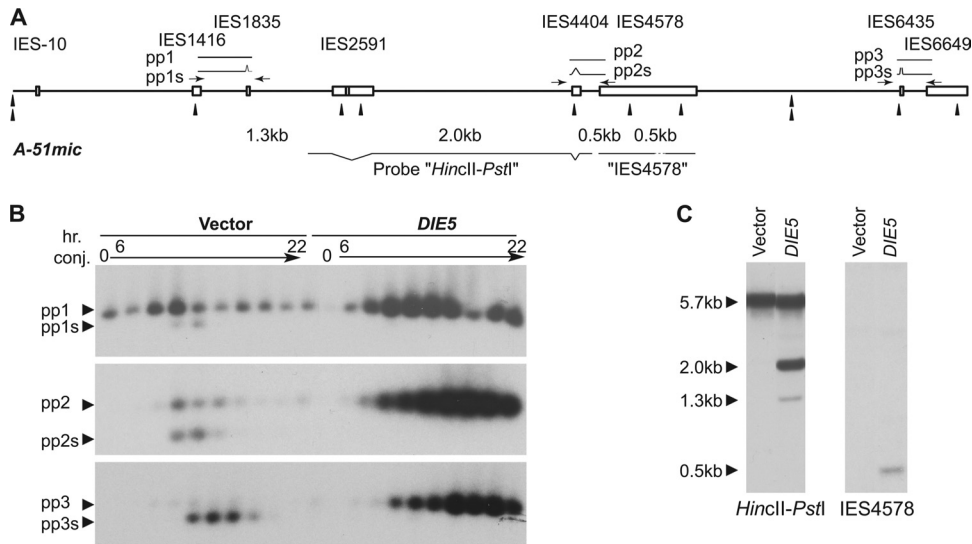 A
IES1835
IES4404 IES4578
IES6435
IES-10
IES1416
IES2591
IES6649
pp1
pp2
pp3
pp1s
pp2s
pp3s
1.3kb
2.0kb
0.5kb
0.5kb
A-51mic
Probe "HincII-PstI"
"IES4578"
B
Vector
DIE5
hr.
conj.
0
6
22
0
6
22
pp1
pp1s
pp2
pp2s
pp3
pp3s
C
Vector
DIE5
Vector
DIE5
5.7kb
2.0kb
1.3kb
0.5kb
HincII-PstI
IES4578